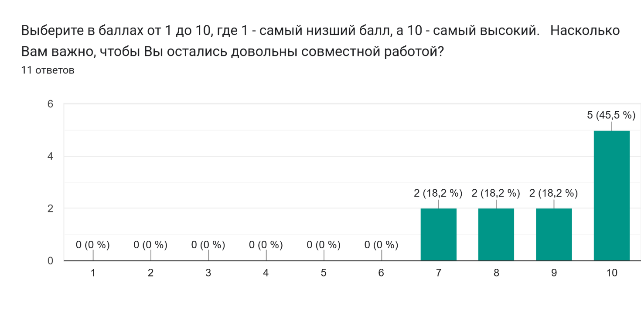 Выберите в баллах от 1 до 10, где 1 - самый низший балл, а 10 - самый высокий. Насколько
Вам важно, чтобы Вы остались довольны совместной работой?
11 ответов
6
5 (45,5 %)
4
2 (18,2 %) 2 (18,2 %) 2 (18,2 %)
2
0 (0 %) 0 (0 %) 0 (0 %) 0 (0 %) 0 (0 %) 0 (0 %)
0
1 2 3 4 5 6 7 8 9 10